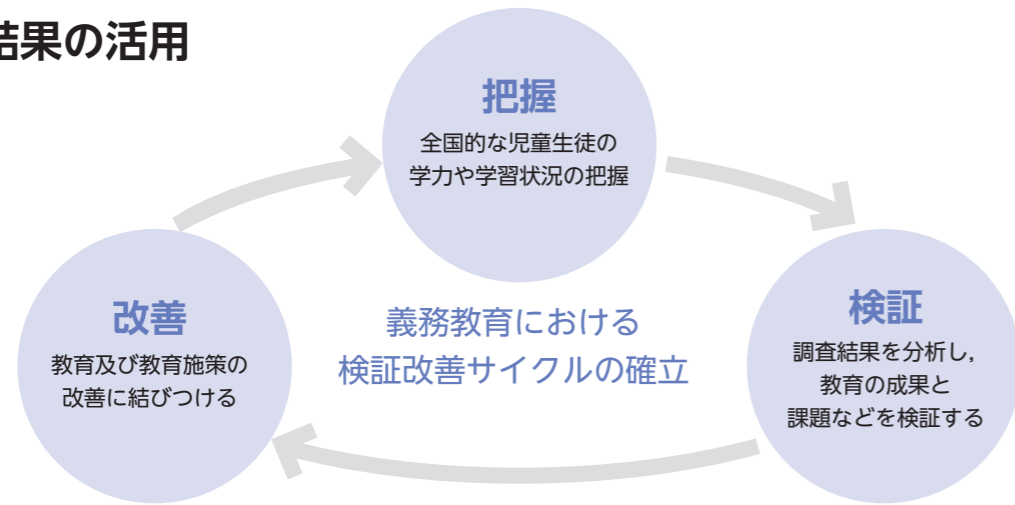 果の活用
把握
全国的な児童生徒の
学力や学習状況の把握
改善
教育及び教育施策の
改善に結びつける
義務教育における
検証改善サイクルの確立
検証
調査結果を分析し,
教育の成果と
課題などを検証する